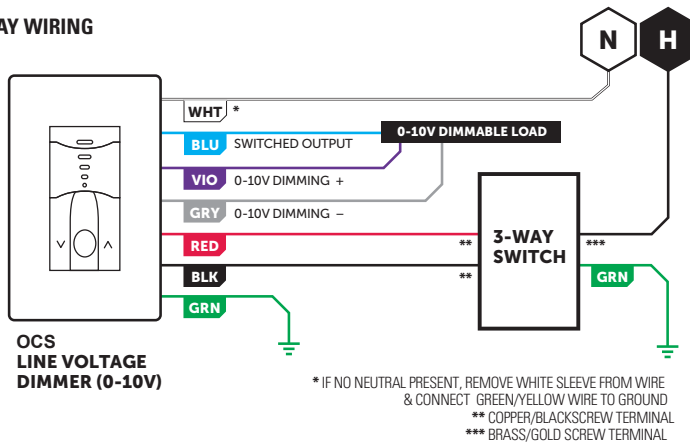 AY WIRING
N H
WHT *
BLU SWITCHED OUTPUT
0-10V DIMMABLE LOAD
VIO 0-10V DIMMING +
GRY 0-10V DIMMING –
RED
**
3-WAY
SWITCH
***
BLK
**
GRN
GRN
OCS
LINE VOLTAGE
DIMMER (0-10V)
* IF NO NEUTRAL PRESENT, REMOVE WHITE SLEEVE FROM WIRE
& CONNECT GREEN/YELLOW WIRE TO GROUND
** COPPER/BLACKSCREW TERMINAL
*** BRASS/GOLD SCREW TERMINAL